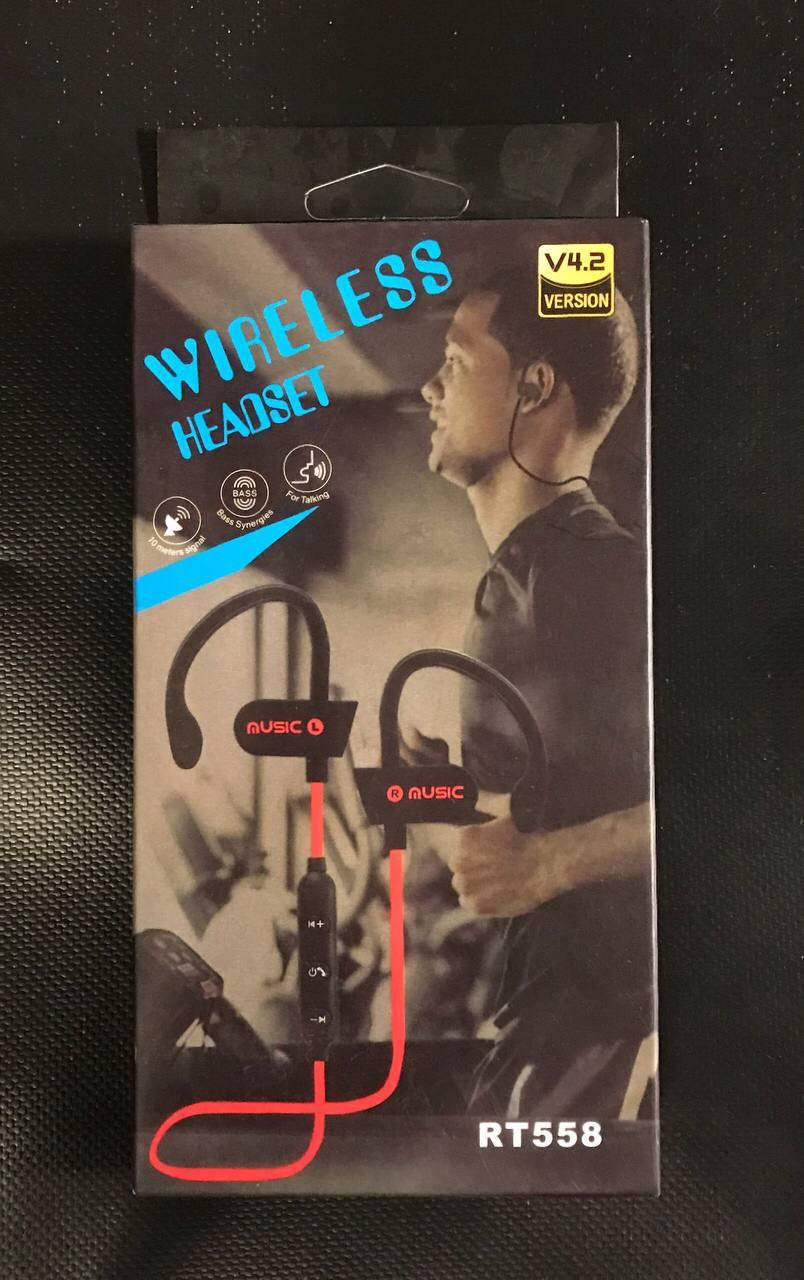 V4.2
VERSION
WIRELESS
HEADSET
10 meters signal
BASS
Bass Synergies
For Talking
MUSIC L
R MUSIC
RT558